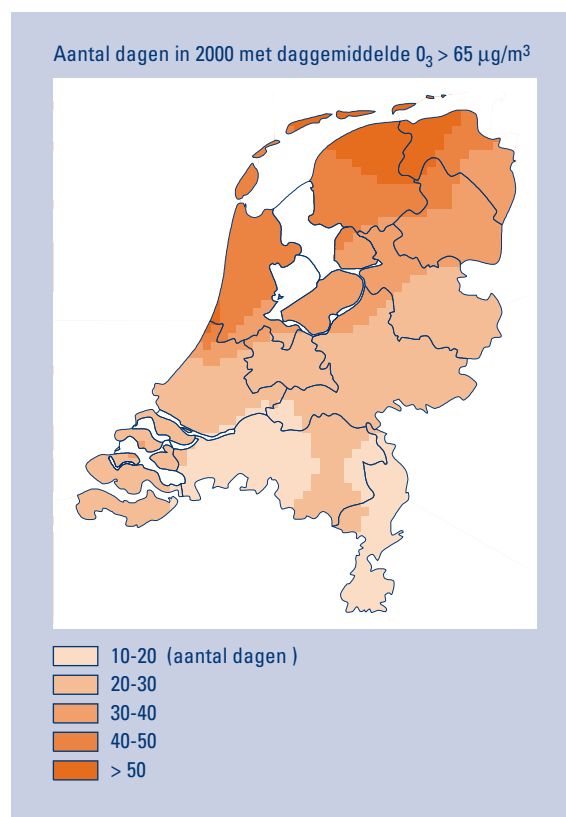 Aantal dagen in 2000 met daggemiddelde 0₃ > 65 µg/m³
10-20 (aantal dagen )
20-30
30-40
40-50
> 50